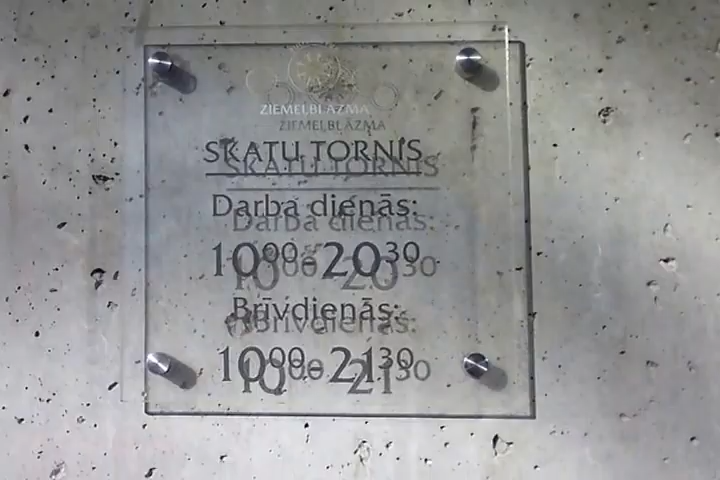 ZIEMEĻBLĀZMA
SKATU TORNIS
Darba dienās:
10⁰⁰-20³⁰
Brīvdienās:
10⁰⁰-21³⁰